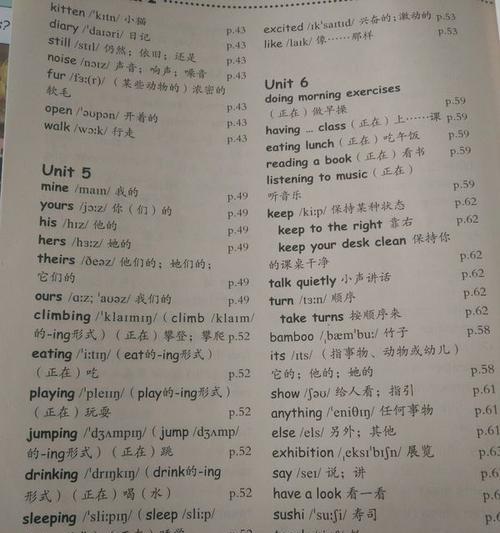 kitten /ˈkɪtn/ 小猫 p.43
diary /ˈdaɪəri/ 日记 p.43
still /stɪl/ 仍然；依旧；还是 p.43
noise /nɔɪz/ 声音；响声；噪音 p.43
fur /fɜ:(r)/（某些动物的）浓密的
软毛 p.43
open /ˈəʊpən/ 开着的 p.43
walk /wɔ:k/ 行走 p.43
Unit 5
mine /maɪn/ 我的 p.49
yours /jɔ:z/ 你（们）的 p.49
his /hɪz/ 他的 p.49
hers /hɜ:z/ 她的 p.49
theirs /ðeəz/ 他们的；她们的；
它们的 p.49
ours /ɑ:z; ˈaʊəz/ 我们的 p.49
climbing /ˈklaɪmɪŋ/（climb /klaɪm/
的-ing形式）（正在）攀登；攀爬 p.52
eating /ˈi:tɪŋ/（eat的-ing形式）
（正在）吃 p.52
playing /ˈpleɪɪŋ/（play的-ing形式）
（正在）玩耍 p.52
jumping /ˈdʒʌmpɪŋ/（jump /dʒʌmp/
的-ing形式）（正在）跳 p.52
drinking /ˈdrɪŋkɪŋ/（drink的-ing
形式）（正在）喝（水） p.52
sleeping /ˈsli:pɪŋ/（sleep /sli:p/
excited /ɪkˈsaɪtɪd/ 兴奋的；激动的 p.53
like /laɪk/ 像……那样 p.53
Unit 6
doing morning exercises
（正在）做早操 p.59
having … class（正在）上……课 p.59
eating lunch（正在）吃午饭 p.59
reading a book（正在）看书 p.59
listening to music（正在）
听音乐 p.59
keep /ki:p/ 保持某种状态 p.62
keep to the right 靠右 p.62
keep your desk clean 保持你
的课桌干净 p.62
talk quietly 小声讲话 p.62
turn /tɜ:n/ 顺序 p.62
take turns 按顺序来 p.62
bamboo /ˌbæmˈbu:/ 竹子 p.58
its /ɪts/（指事物、动物或幼儿）
它的；他的；她的 p.58
show /ʃəʊ/ 给人看；指引 p.61
anything /ˈeniθɪŋ/ 任何事物 p.61
else /els/ 另外；其他 p.61
exhibition /ˌeksɪˈbɪʃn/ 展览
say /seɪ/ 说；讲
have a look 看一看
sushi /ˈsu:ʃi/ 寿司